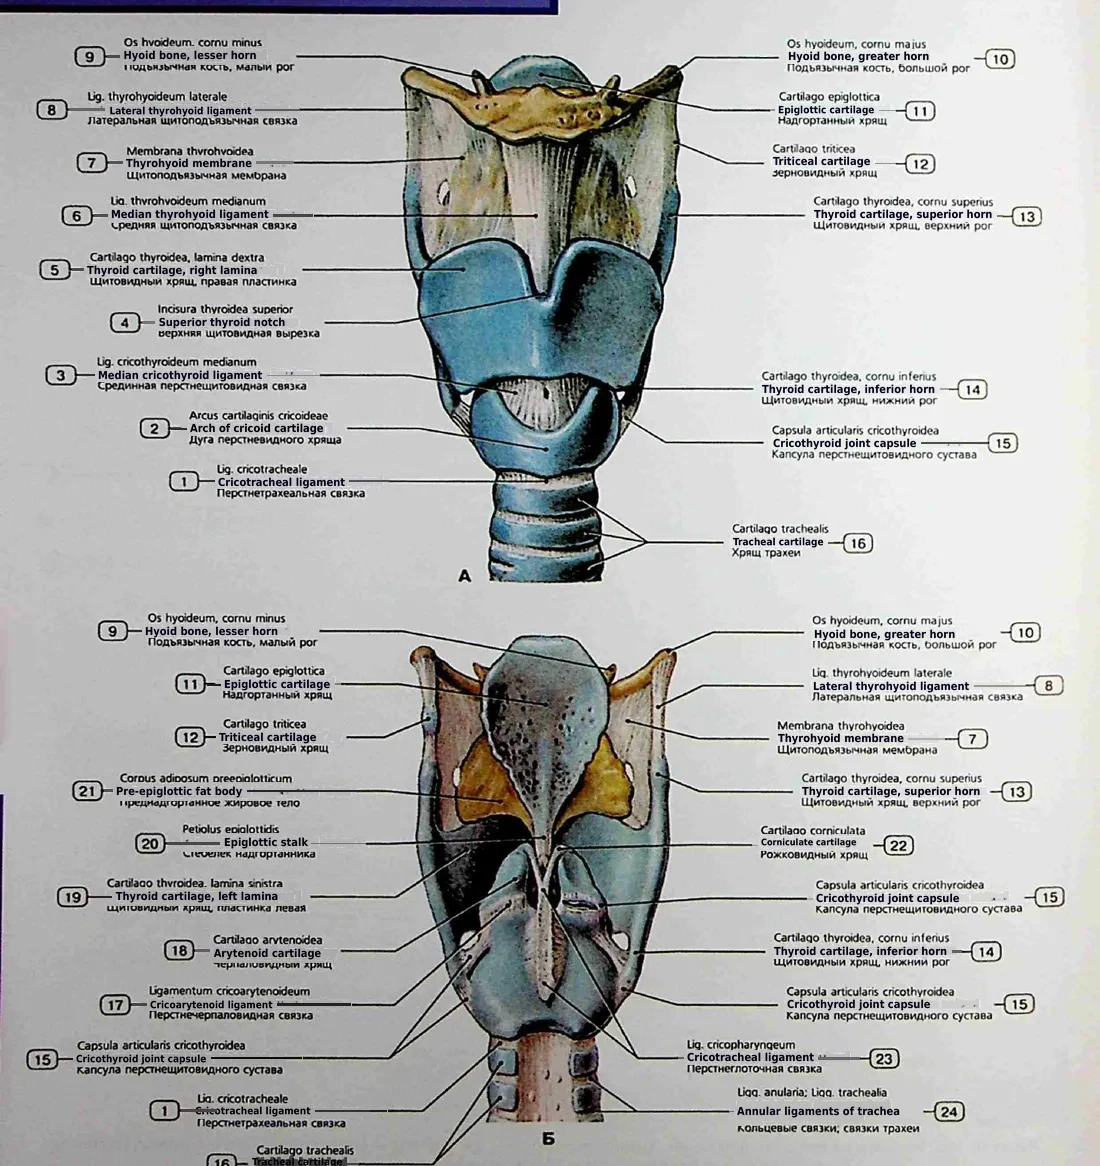 Os hvoideum. cornu minus
9
Hyoid bone, lesser horn
Подъязычная кость, малый рог
Lig. thyrohyoideum laterale
8
Lateral thyrohyoid ligament
Латеральная щитоподъязычная связка
Membrana thvrohvoidea
7
Thyrohyoid membrane
Щитоподъязычная мембрана
Lig. thvrohvoideum medianum
6
Median thyrohyoid ligament
Средняя щитоподъязычная связка
Cartilago thyroidea, lamina dextra
5
Thyroid cartilage, right lamina
Щитовидный хрящ, правая пластинка
Incisura thyroidea superior
4
Superior thyroid notch
Верхняя щитовидная вырезка
Lig. cricothyroideum medianum
3
Median cricothyroid ligament
Срединная перстнещитовидная связка
Arcus cartilaginis cricoideae
2
Arch of cricoid cartilage
Дуга перстневидного хряща
Lig. cricotracheale
1
Cricotracheal ligament
Перстнетрахеальная связка
Os hyoideum, cornu majus
Hyoid bone, greater horn
10
Подъязычная кость, большой рог
Cartilago epiglottica
Epiglottic cartilage
11
Надгортанный хрящ
Cartilago triticea
Triticeal cartilage
12
Зерновидный хрящ
Cartilago thyroidea, cornu superius
Thyroid cartilage, superior horn
13
Щитовидный хрящ, верхний рог
Cartilago thyroidea, cornu inferius
Thyroid cartilage, inferior horn
14
Щитовидный хрящ, нижний рог
Capsula articularis cricothyroidea
Cricothyroid joint capsule
15
Капсула перстнещитовидного сустава
Cartilago trachealis
Tracheal cartilage
16
Хрящ трахеи
А
Os hyoideum, cornu minus
9
Hyoid bone, lesser horn
Подъязычная кость, малый рог
Cartilago epiglottica
11
Epiglottic cartilage
Надгортанный хрящ
Cartilago triticea
12
Triticeal cartilage
Зерновидный хрящ
Corpus adiposum preepiglotticum
21
Pre-epiglottic fat body
Преднадгортанное жировое тело
Petiolus epiglottidis
20
Epiglottic stalk
Стебелек надгортанника
Cartilago thvroidea. lamina sinistra
19
Thyroid cartilage, left lamina
Щитовидный хрящ, пластинка левая
Cartilago arytenoidea
18
Arytenoid cartilage
Черпаловидный хрящ
Ligamentum cricoarytenoideum
17
Cricoarytenoid ligament
Перстнечерпаловидная связка
Capsula articularis cricothyroidea
15
Cricothyroid joint capsule
Капсула перстнещитовидного сустава
Lig. cricotracheale
1
Cricotracheal ligament
Перстнетрахеальная связка
Cartilago trachealis
16
Tracheal cartilage
Os hyoideum, cornu majus
Hyoid bone, greater horn
10
Подъязычная кость, большой рог
Lig. thyrohyoideum laterale
Lateral thyrohyoid ligament
8
Латеральная щитоподъязычная связка
Membrana thyrohvoidea
Thyrohyoid membrane
7
Щитоподъязычная мембрана
Cartilago thyroidea, cornu superius
Thyroid cartilage, superior horn
13
Щитовидный хрящ, верхний рог
Cartilago corniculata
Corniculate cartilage
22
Рожковидный хрящ
Capsula articularis cricothyroidea
Cricothyroid joint capsule
15
Капсула перстнещитовидного сустава
Cartilago thyroidea, cornu inferius
Thyroid cartilage, inferior horn
14
Щитовидный хрящ, нижний рог
Capsula articularis cricothyroidea
Cricothyroid joint capsule
15
Капсула перстнещитовидного сустава
Lig. cricopharyngeum
Cricotracheal ligament
23
Перстнеглоточная связка
Ligg. anularia; Ligg. trachealia
Annular ligaments of trachea
24
Кольцевые связки; связки трахеи
Б